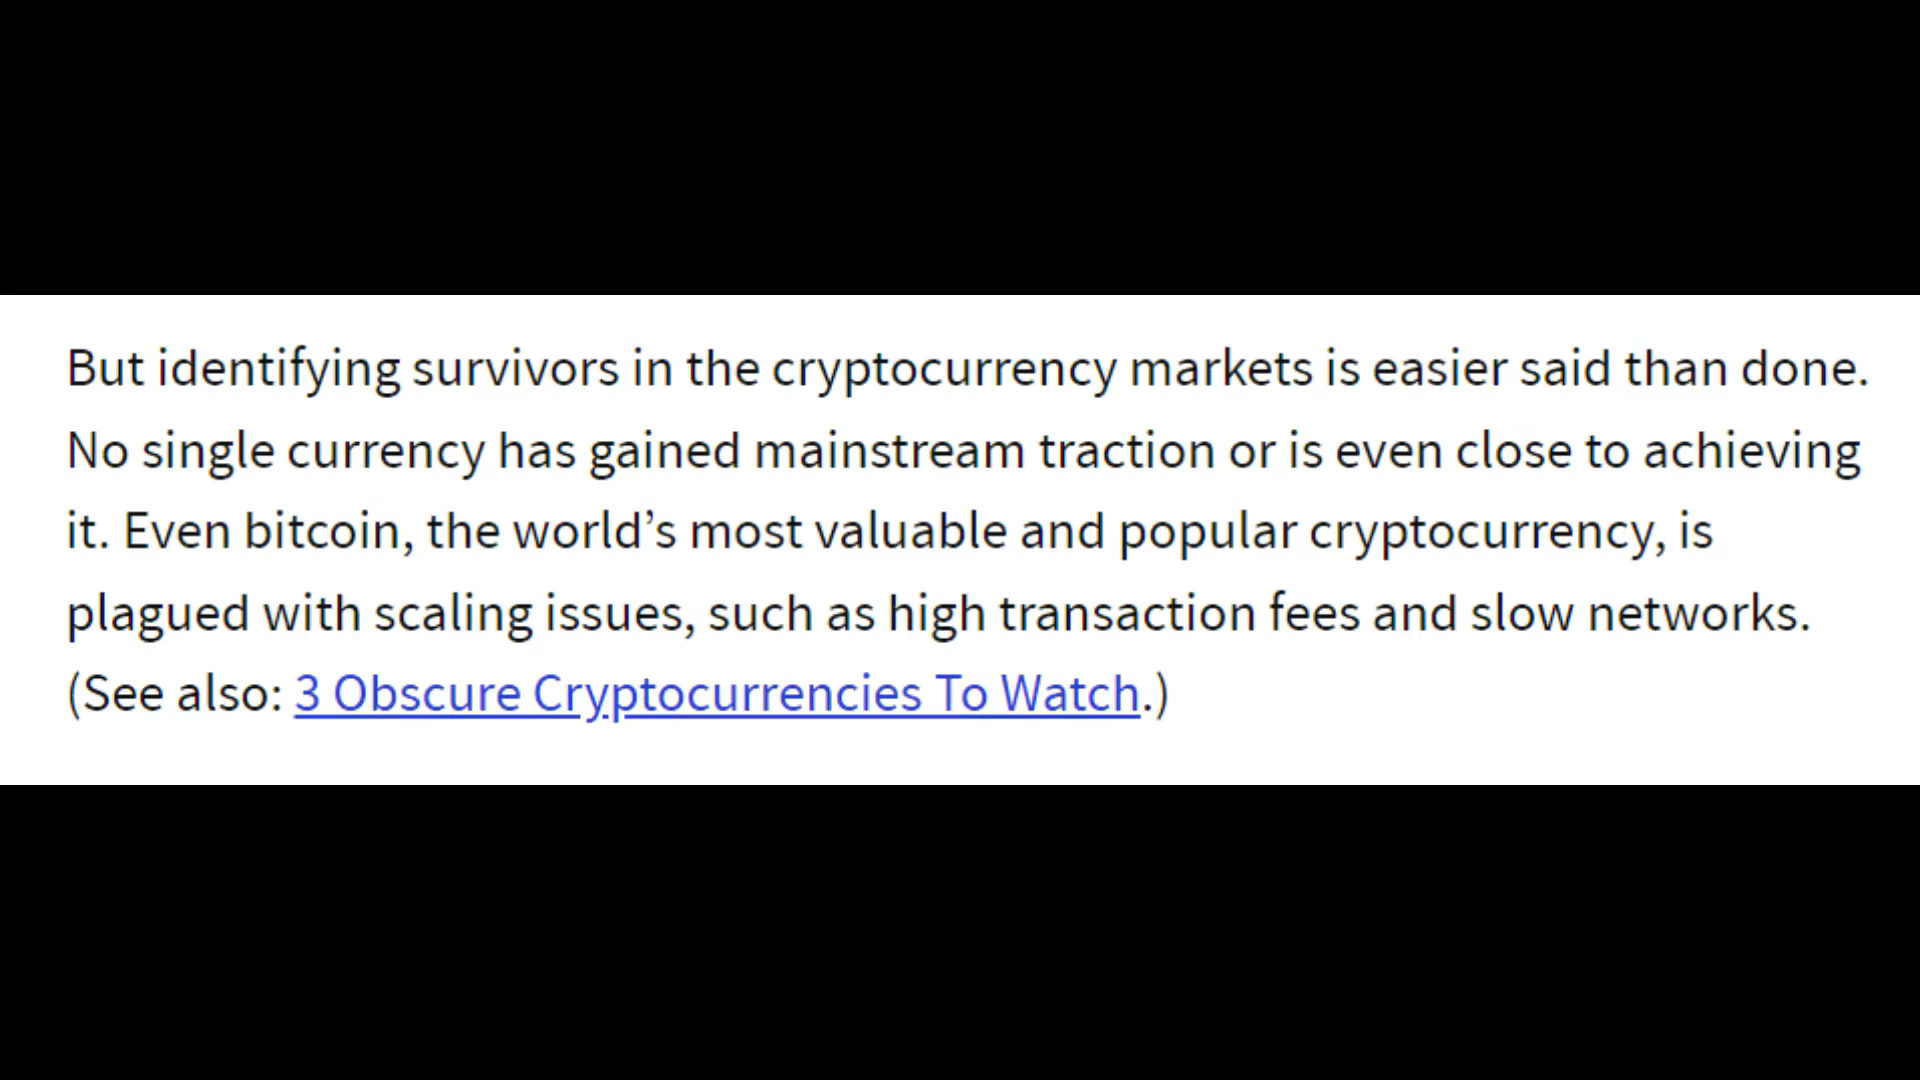 But identifying survivors in the cryptocurrency markets is easier said than done.
No single currency has gained mainstream traction or is even close to achieving
it. Even bitcoin, the world’s most valuable and popular cryptocurrency, is
plagued with scaling issues, such as high transaction fees and slow networks.
(See also: 3 Obscure Cryptocurrencies To Watch.)